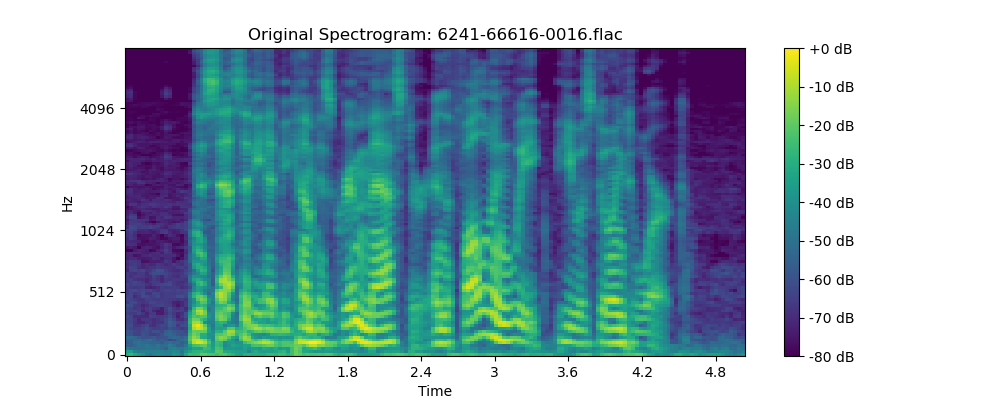 Original Spectrogram: 6241-66616-0016.flac
+0 dB
-10 dB
4096
-20 dB
-30 dB
2048
Hz
-40 dB
1024
-50 dB
-60 dB
512
-70 dB
0
-80 dB
0 0.6 1.2 1.8 2.4 3 3.6 4.2 4.8
Time